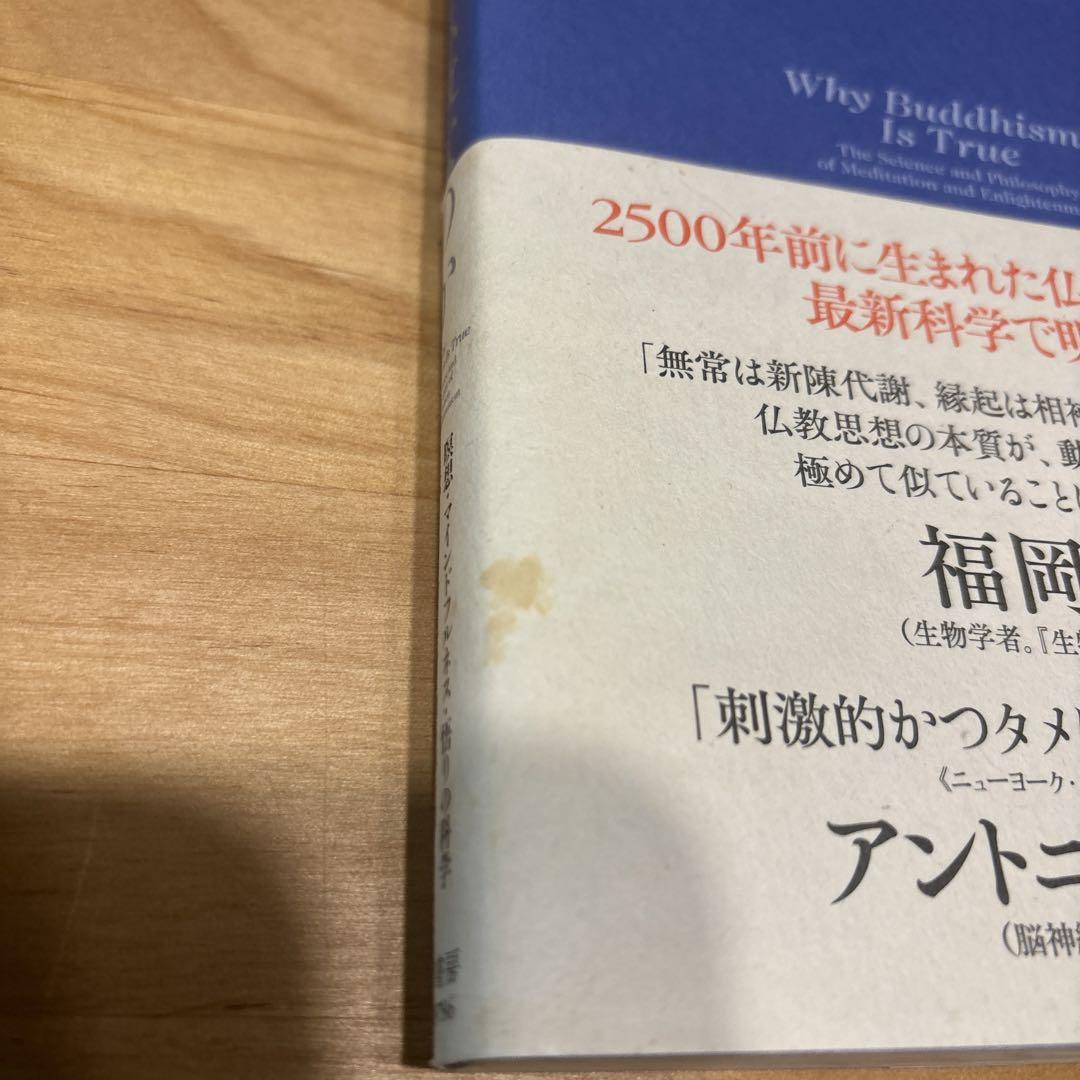 Why Buddhism
Is True
The Science and Philosophy
of Meditation and Enlightenm
2500年前に生まれた仏
最新科学で明
「無常は新陳代謝、縁起は相補
仏教思想の本質が、動
極めて似ていることに
福岡
(生物学者。『生物
「刺激的かつタメ
《ニューヨーク・
アントニ
(脳神経
瞑想・マインドフルネス・悟りの科学